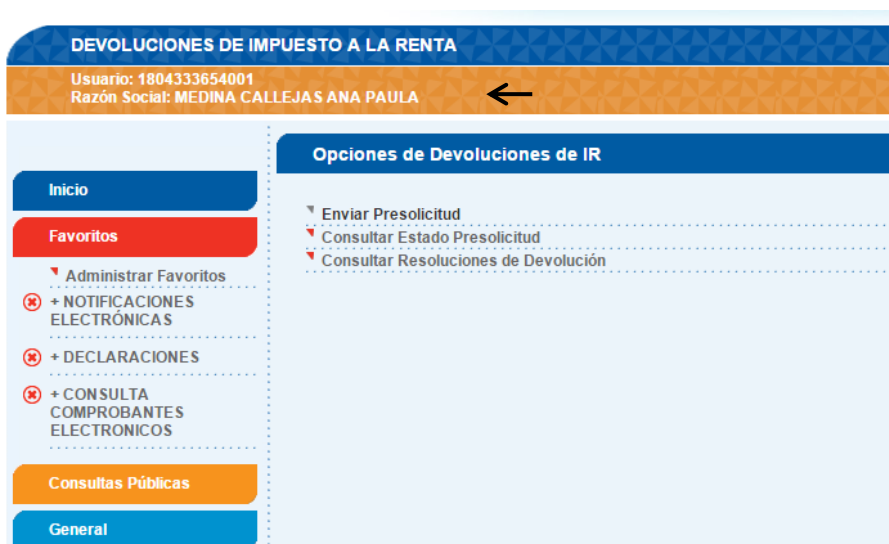 DEVOLUCIONES DE IMPUESTO A LA RENTA
Usuario: 1804333654001
Razón Social: MEDINA CALLEJAS ANA PAULA
Opciones de Devoluciones de IR
Inicio
Favoritos
Administrar Favoritos
+ NOTIFICACIONES
ELECTRÓNICAS
+ DECLARACIONES
+ CONSULTA
COMPROBANTES
ELECTRONICOS
Consultas Públicas
General
Enviar Presolicitud
Consultar Estado Presolicitud
Consultar Resoluciones de Devolución